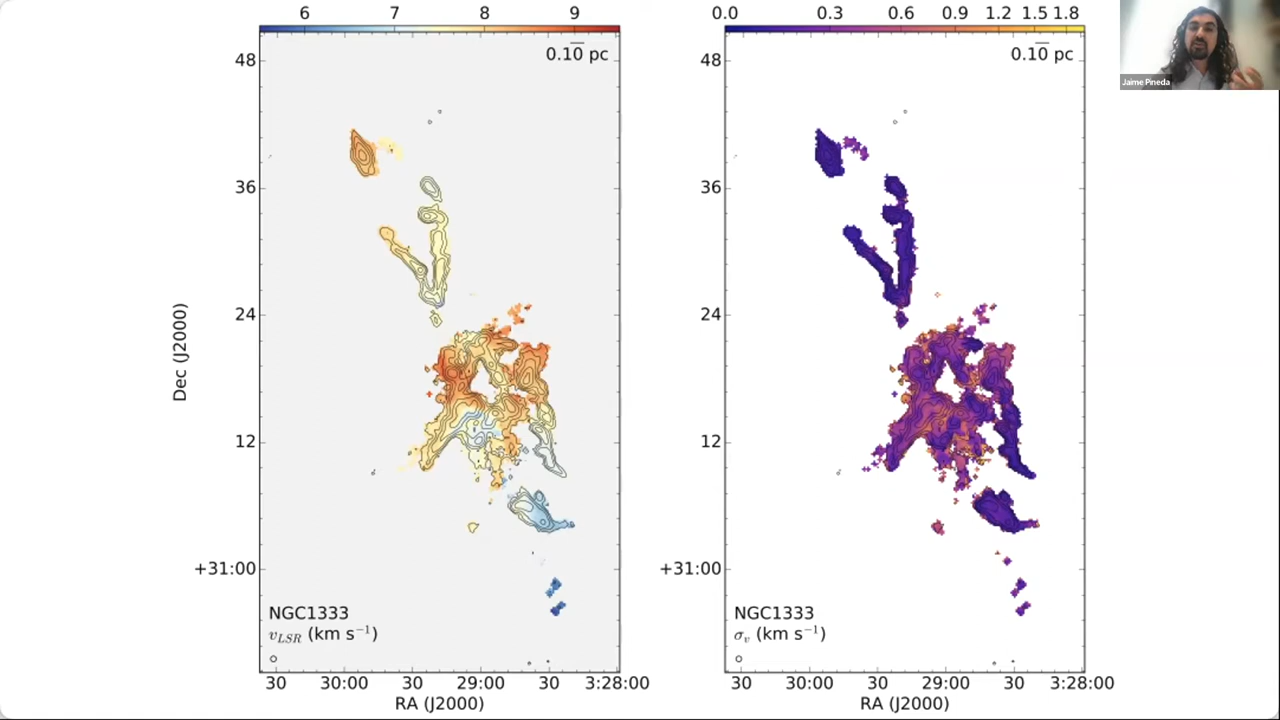 6 7 8 9
0.10 pc
48
36
24
12
+31:00
Dec (J2000)
NGC1333
v_LSR (km s⁻¹)
30 30:00 30 29:00 30 3:28:00
RA (J2000)
0.0 0.3 0.6 0.9 1.2 1.5 1.8
0.10 pc
48
36
24
12
+31:00
NGC1333
σ_v (km s⁻¹)
30 30:00 30 29:00 30 3:28:00
RA (J2000)
Jaime Pineda